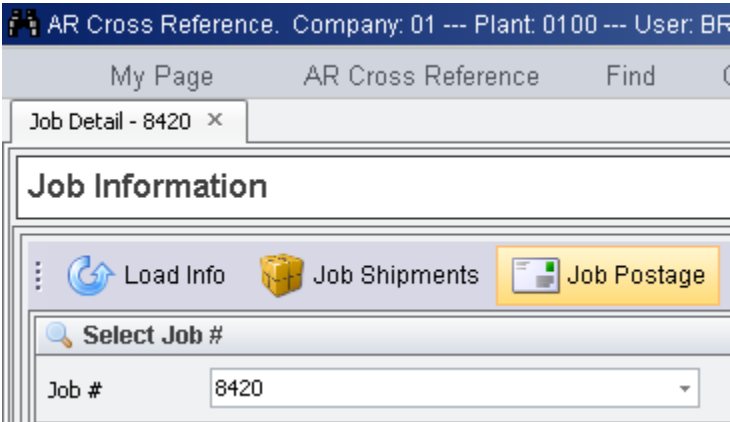 AR Cross Reference. Company: 01 --- Plant: 0100 --- User: BR
My Page AR Cross Reference Find
Job Detail - 8420 ×
Job Information
Load Info Job Shipments Job Postage
Select Job #
Job # 8420